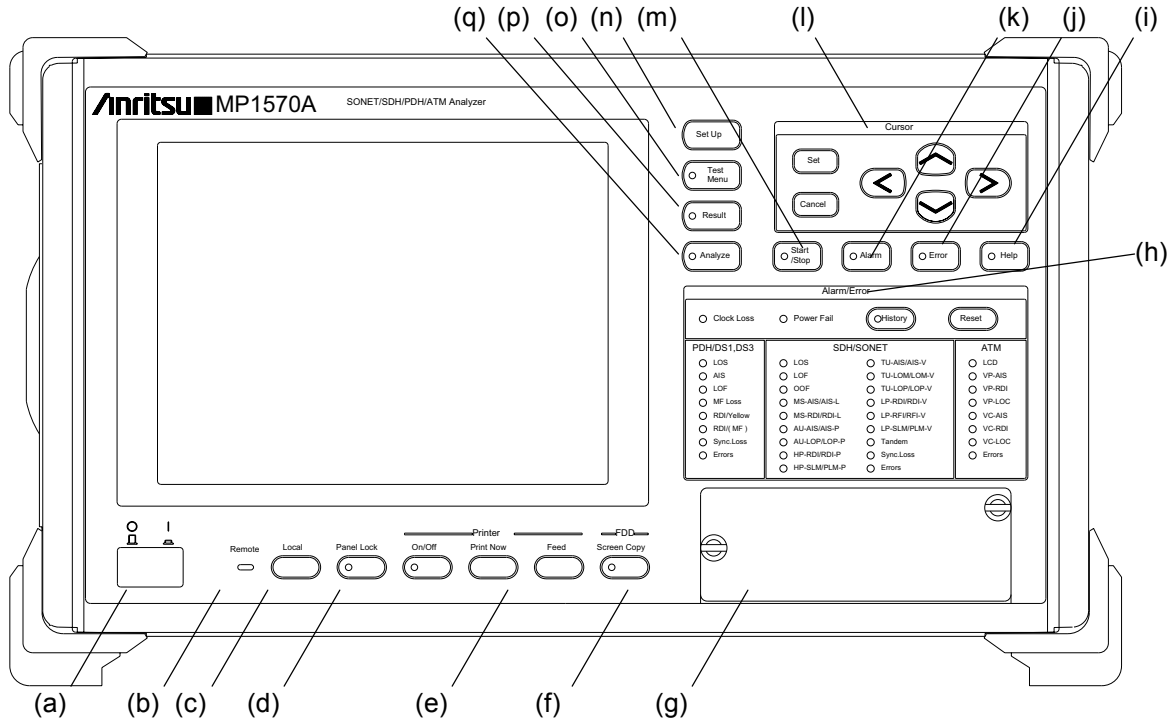 (q) (p) (o) (n) (m) (l) (k) (j) (i)
Anritsu MP1570A SONET/SDH/PDH/ATM Analyzer
Set Up
Test
Menu
Result
Analyze
Cursor
Set
Cancel
Start
/Stop
Alarm
Error
Help
(h)
Alarm/Error
Clock Loss
Power Fail
History
Reset
PDH/DS1,DS3
LOS
AIS
LOF
MF Loss
RDI/Yellow
RDI/( MF )
Sync.Loss
Errors
SDH/SONET
LOS
LOF
OOF
MS-AIS/AIS-L
MS-RDI/RDI-L
AU-AIS/AIS-P
AU-LOP/LOP-P
HP-RDI/RDI-P
HP-SLM/PLM-P
TU-AIS/AIS-V
TU-LOM/LOM-V
TU-LOP/LOP-V
LP-RDI/RDI-V
LP-RFI/RFI-V
LP-SLM/PLM-V
Tandem
Sync.Loss
Errors
ATM
LCD
VP-AIS
VP-RDI
VP-LOC
VC-AIS
VC-RDI
VC-LOC
Errors
Printer
FDD
Remote
Local
Panel Lock
On/Off
Print Now
Feed
Screen Copy
(a) (b) (c) (d) (e) (f) (g)